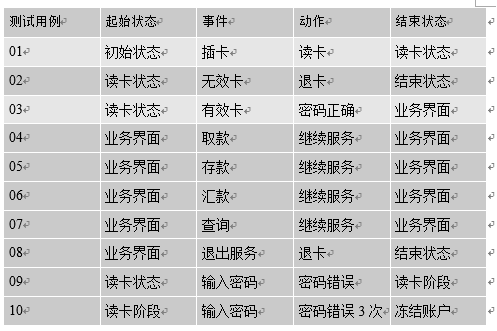 测试用例 起始状态 事件 动作 结束状态
01 初始状态 插卡 读卡 读卡状态
02 读卡状态 无效卡 退卡 结束状态
03 读卡状态 有效卡 密码正确 业务界面
04 业务界面 取款 继续服务 业务界面
05 业务界面 存款 继续服务 业务界面
06 业务界面 汇款 继续服务 业务界面
07 业务界面 查询 继续服务 业务界面
08 业务界面 退出服务 退卡 结束状态
09 读卡状态 输入密码 密码错误 读卡阶段
10 读卡阶段 输入密码 密码错误 3 次 冻结账户